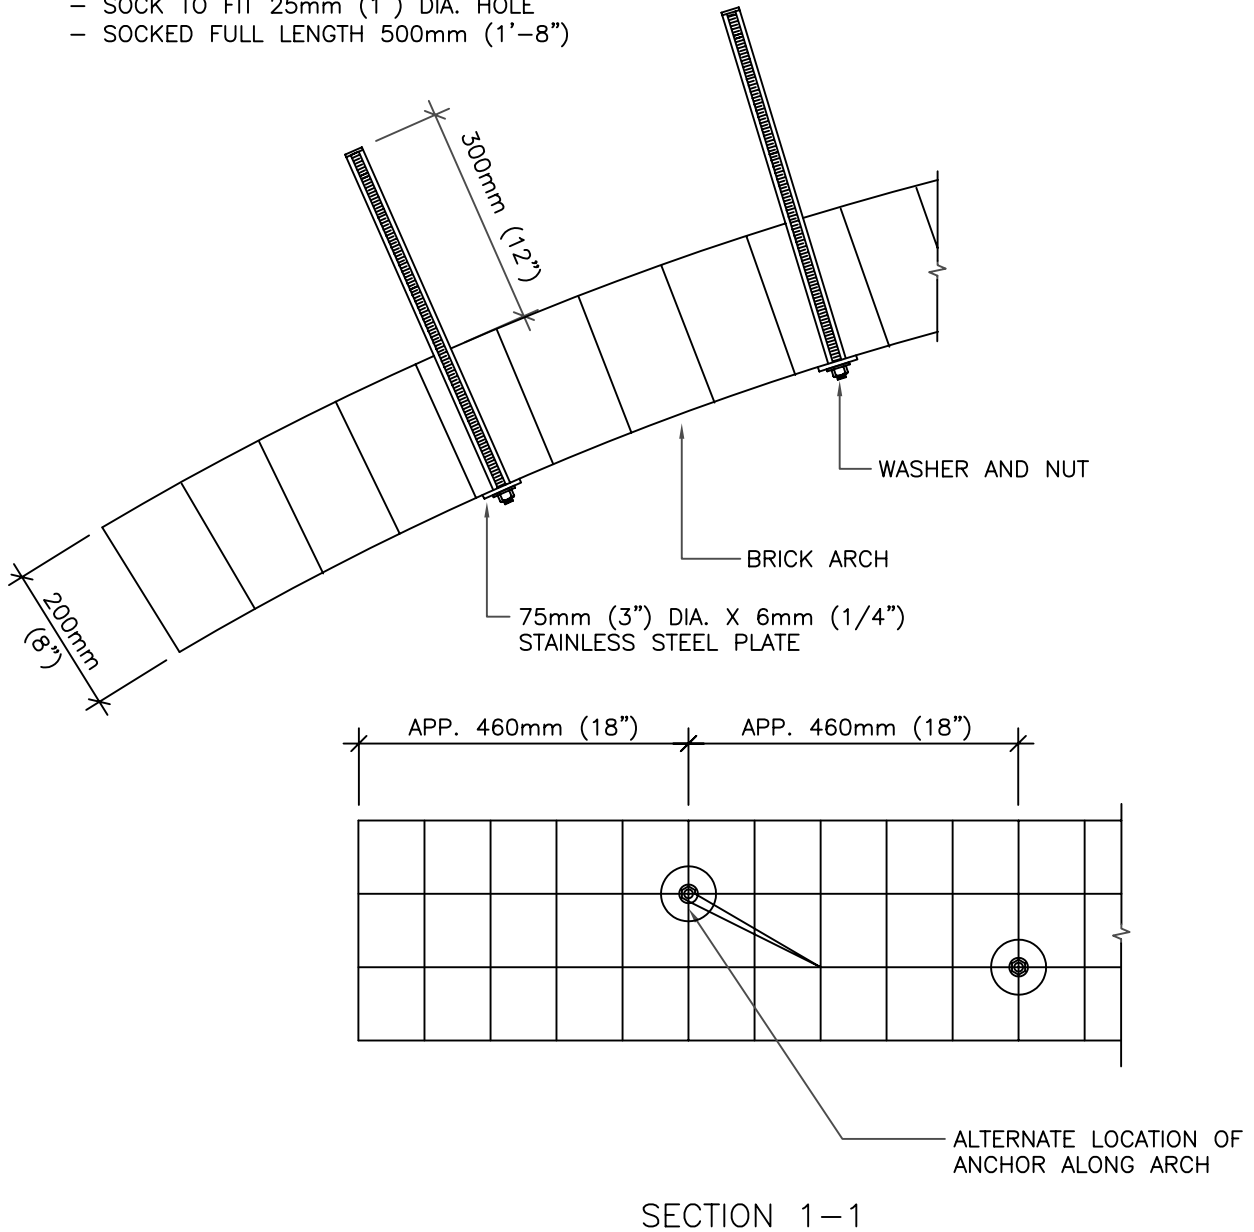 – SOCK TO FIT 25mm (1") DIA. HOLE
– SOCKED FULL LENGTH 500mm (1'–8")
300mm (12")
WASHER AND NUT
BRICK ARCH
200mm
(8")
75mm (3") DIA. X 6mm (1/4")
STAINLESS STEEL PLATE
APP. 460mm (18")
APP. 460mm (18")
ALTERNATE LOCATION OF
ANCHOR ALONG ARCH
SECTION 1–1